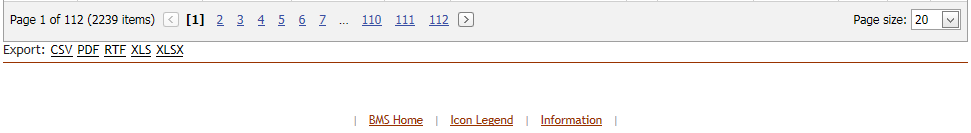 Page 1 of 112 (2239 items) [1] 2 3 4 5 6 7 … 110 111 112 Page size: 20
Export: CSV PDF RTF XLS XLSX
| BMS Home | Icon Legend | Information |